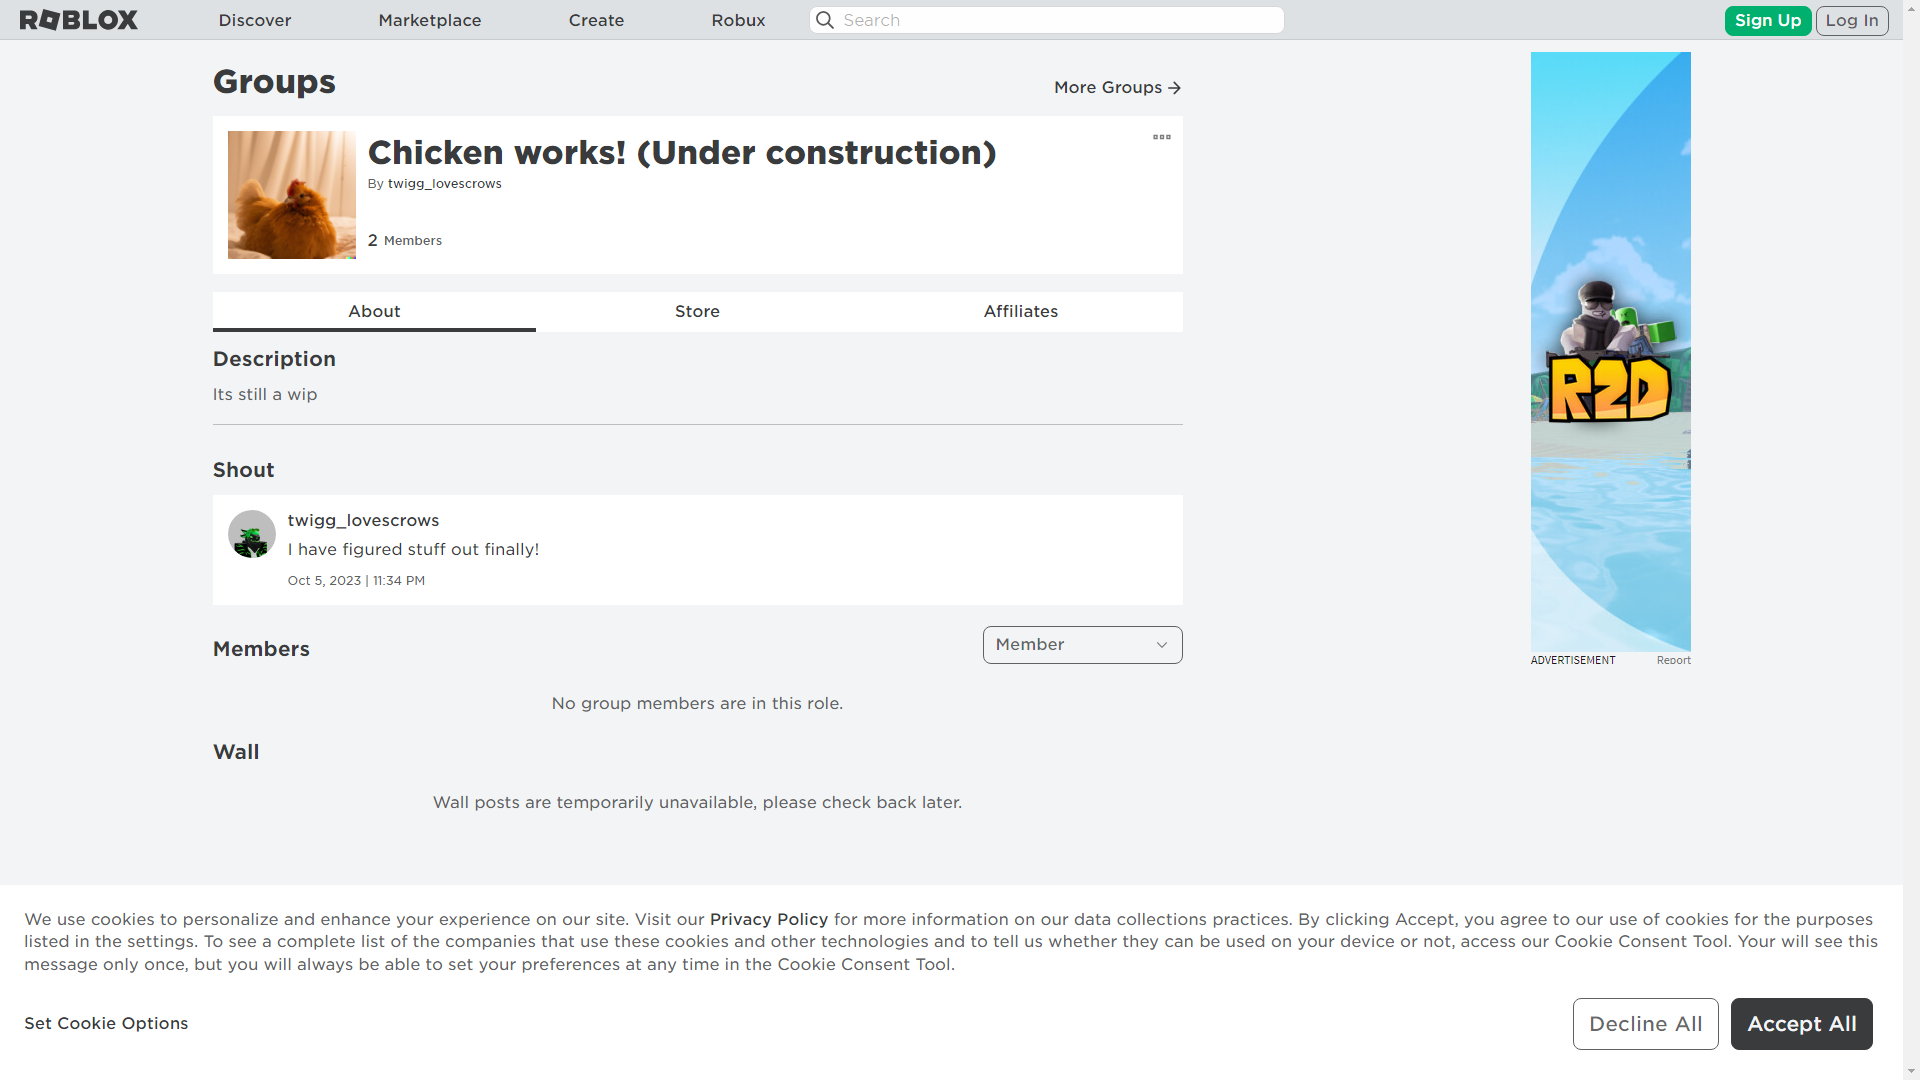 ROBLOX
Discover
Marketplace
Create
Robux
Search
Sign Up
Log In
Groups
More Groups
Chicken works! (Under construction)
By twigg_lovescrows
2 Members
About
Store
Affiliates
Description
Its still a wip
Shout
twigg_lovescrows
I have figured stuff out finally!
Oct 5, 2023 | 11:34 PM
Members
Member
No group members are in this role.
Wall
Wall posts are temporarily unavailable, please check back later.
R2D
ADVERTISEMENT
Report
We use cookies to personalize and enhance your experience on our site. Visit our Privacy Policy for more information on our data collections practices. By clicking Accept, you agree to our use of cookies for the purposes
listed in the settings. To see a complete list of the companies that use these cookies and other technologies and to tell us whether they can be used on your device or not, access our Cookie Consent Tool. Your will see this
message only once, but you will always be able to set your preferences at any time in the Cookie Consent Tool.
Set Cookie Options
Decline All
Accept All